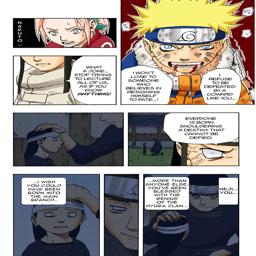 NARUTO!
WHAT
A JOKE...
STOP TRYING
TO LECTURE
ALL OF US,
AS IF YOU
KNOW
ANYTHING!
I WON'T
LOSE TO
SOMEONE
WHO
BELIEVES IN
RESIGNING
HIMSELF
TO FATE...!
I
REFUSE
TO BE
DEFEATED
BY A
COWARD
LIKE YOU...
EVERYONE
IS BORN
SHOULDERING
A DESTINY THAT
CANNOT BE
DEFIED.
...I WISH
YOU COULD
HAVE BEEN
BORN INTO
THE MAIN
BRANCH...
...MORE THAN
ANYONE ELSE,
YOU'VE BEEN
BLESSED
WITH THE
GENIUS
OF THE
HYUGA CLAN...
NEJI...
YOU...